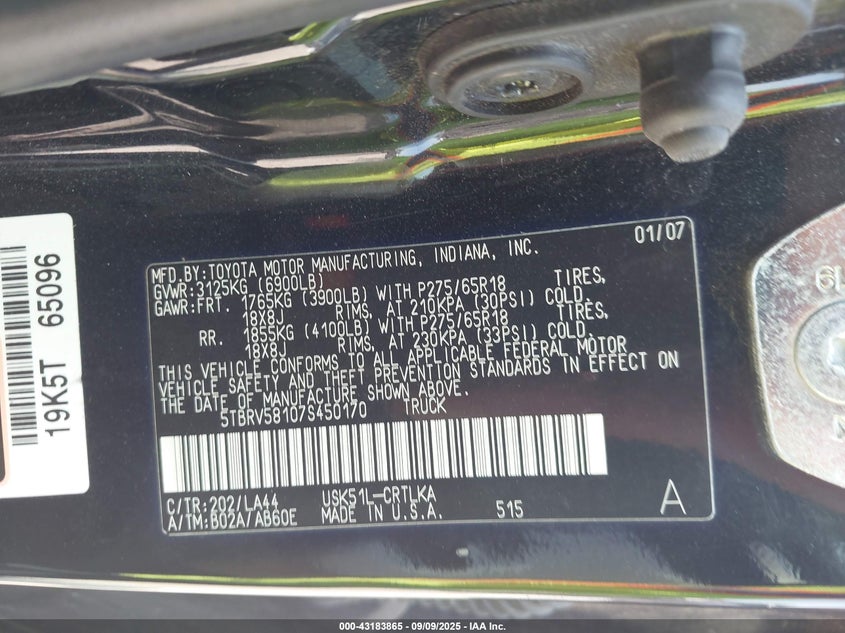 MFD.BY:TOYOTA MOTOR MANUFACTURING, INDIANA, INC. 01/07
GVWR:3125KG (6900LB)
GAWR:FRT. 1765KG (3900LB) WITH P275/65R18 TIRES,
18X8J RIMS, AT 210KPA (30PSI) COLD.
RR. 1855KG (4100LB) WITH P275/65R18 TIRES,
18X8J RIMS, AT 230KPA (33PSI) COLD.
THIS VEHICLE CONFORMS TO ALL APPLICABLE FEDERAL MOTOR
VEHICLE SAFETY AND THEFT PREVENTION STANDARDS IN EFFECT ON
THE DATE OF MANUFACTURE SHOWN ABOVE.
5TBRV58107S450170 TRUCK
C/TR:202/LA44 USK51L-CRTLKA
A/TM:B02A/AB60E MADE IN U.S.A. 515 A
19K5T 65096
000-43183865 - 09/09/2025 - IAA Inc.